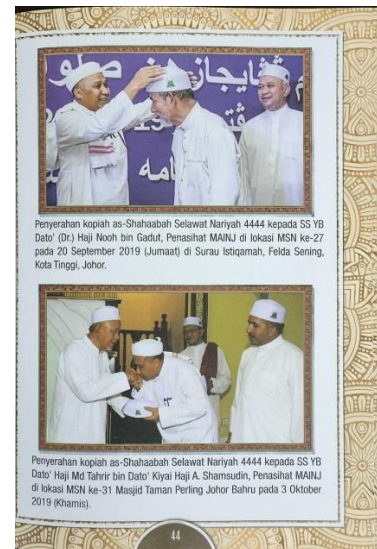 Penyerahan kopiah as-Shahaabah Selawat Nariyah 4444 kepada SS YB
Dato' (Dr.) Haji Nooh bin Gadut, Penasihat MAINJ di lokasi MSN ke-27
pada 20 September 2019 (Jumaat) di Surau Istiqamah, Felda Sening,
Kota Tinggi, Johor.
Penyerahan kopiah as-Shahaabah Selawat Nariyah 4444 kepada SS YB
Dato' Haji Md Tahrir bin Dato' Kiyai Haji A. Shamsudin, Penasihat MAINJ
di lokasi MSN ke-31 Masjid Taman Perling Johor Bahru pada 3 Oktober
2019 (Khamis).
44